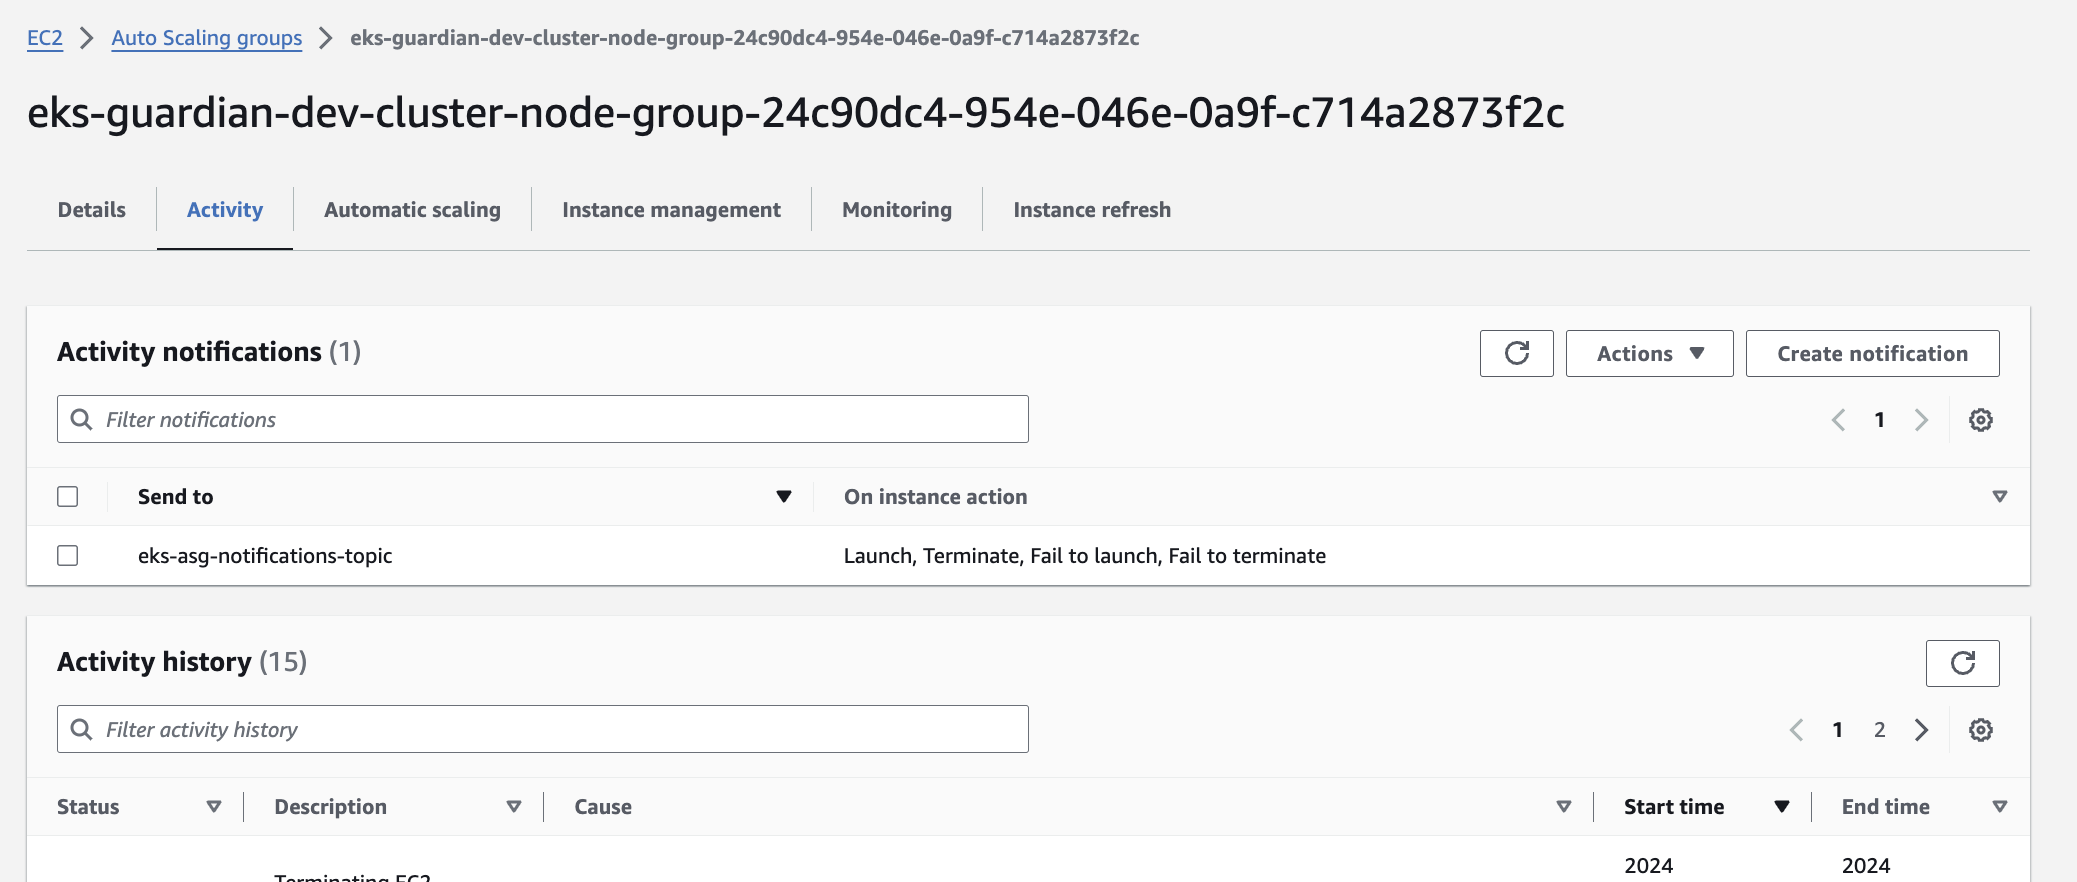 EC2 > Auto Scaling groups > eks-guardian-dev-cluster-node-group-24c90dc4-954e-046e-0a9f-c714a2873f2c
eks-guardian-dev-cluster-node-group-24c90dc4-954e-046e-0a9f-c714a2873f2c
Details Activity Automatic scaling Instance management Monitoring Instance refresh
Activity notifications (1)
Actions Create notification
Filter notifications
1
Send to On instance action
eks-asg-notifications-topic Launch, Terminate, Fail to launch, Fail to terminate
Activity history (15)
Filter activity history
1 2
Status Description Cause Start time End time
2024 2024
Terminating EC2